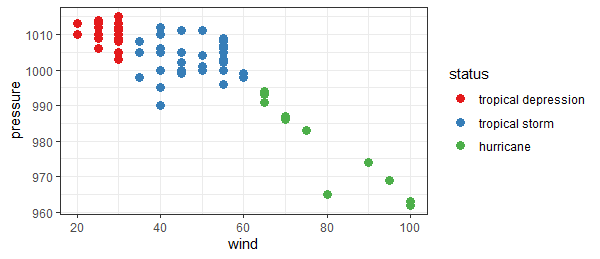 1010
1000
990
980
970
960
pressure
20
40
60
80
100
wind
status
tropical depression
tropical storm
hurricane